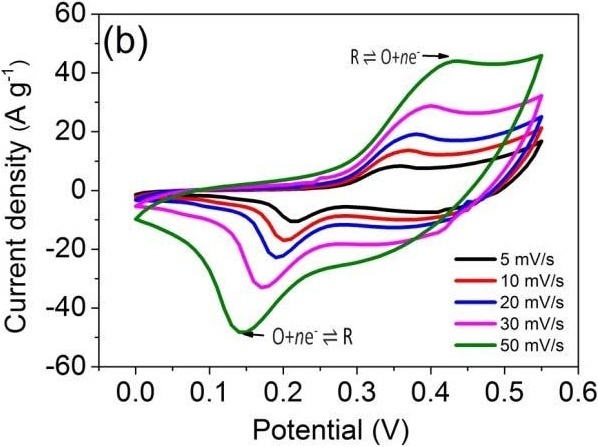 (b)
R ⇌ O+ne⁻
O+ne⁻ ⇌ R
5 mV/s
10 mV/s
20 mV/s
30 mV/s
50 mV/s
60
40
20
0
-20
-40
-60
0.0 0.1 0.2 0.3 0.4 0.5 0.6
Current density (A g⁻¹)
Potential (V)